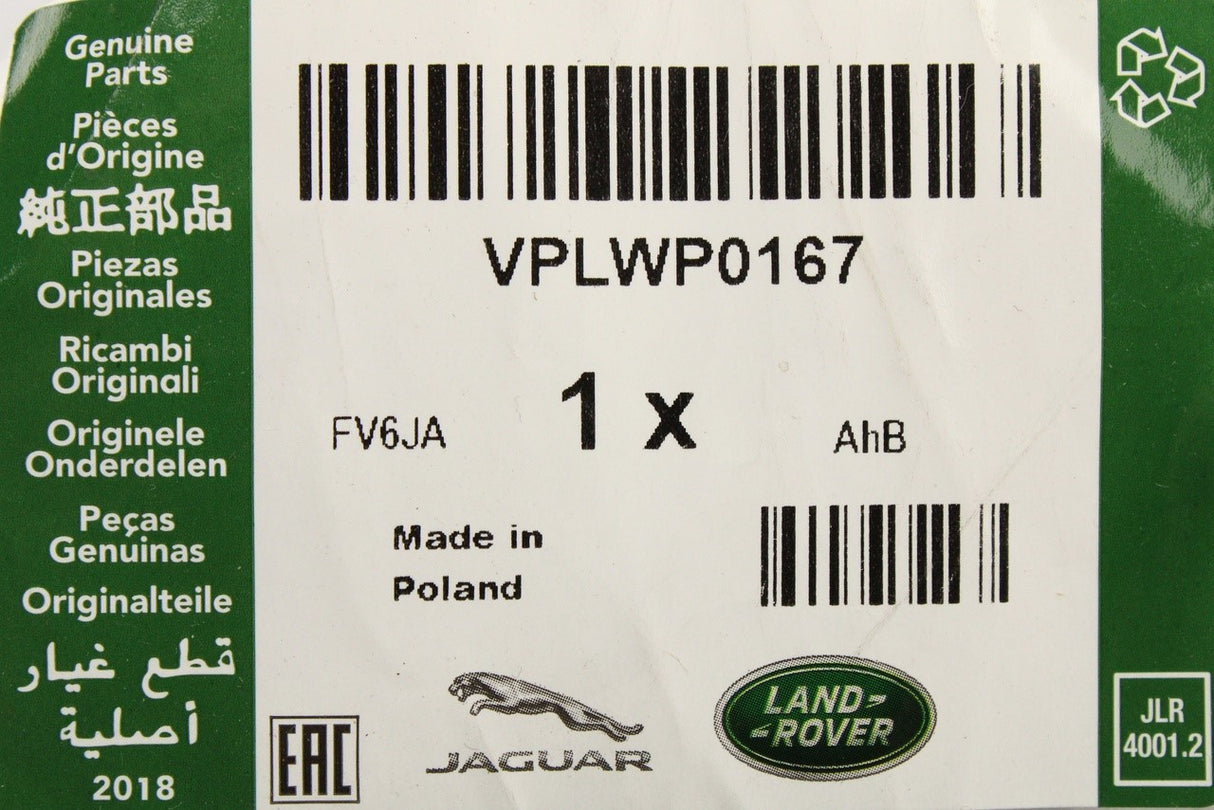 Genuine
Parts
Pièces
d'Origine
純正部品
Piezas
Originales
Ricambi
Originali
Originele
Onderdelen
Peças
Genuinas
Originalteile
قطع غيار
أصلية
2018
VPLWP0167
FV6JA
1 x
AhB
Made in
Poland
EAC
JAGUAR
LAND-
-ROVER
JLR
4001.2